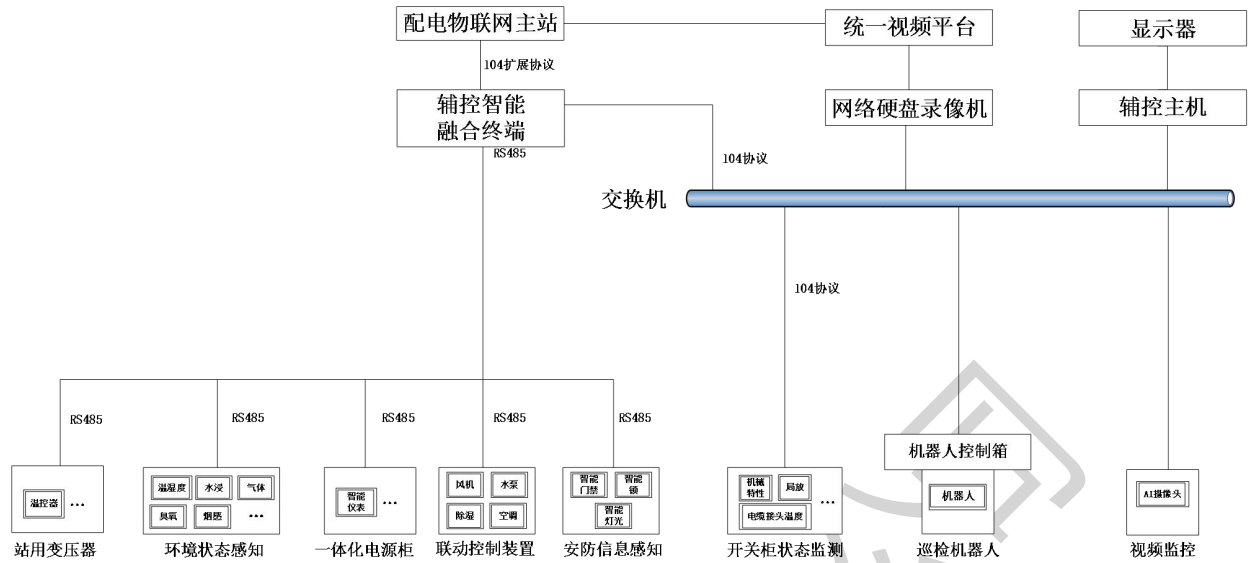 配电物联网主站
统一视频平台
显示器
104扩展协议
辅控智能
融合终端
网络硬盘录像机
辅控主机
RS485
104协议
交换机
104协议
RS485
RS485
RS485
RS485
RS485
机器人控制箱
温控器
...
温湿度
水浸
气体
臭氧
烟感
...
智能
仪表
...
风机
水泵
除湿
空调
智能
门禁
智能
锁
智能
灯光
机械
特性
局放
...
电缆接头温度
机器人
AI摄像头
站用变压器
环境状态感知
一体化电源柜
联动控制装置
安防信息感知
开关柜状态监测
巡检机器人
视频监控